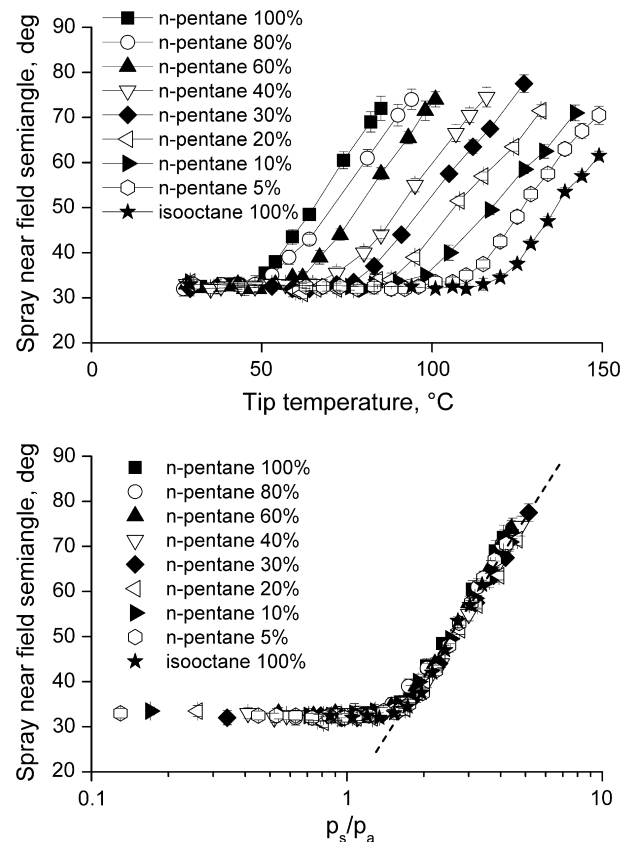 Spray near field semiangle, deg
90
80
70
60
50
40
30
20
n-pentane 100%
n-pentane 80%
n-pentane 60%
n-pentane 40%
n-pentane 30%
n-pentane 20%
n-pentane 10%
n-pentane 5%
isooctane 100%
0 50 100 150
Tip temperature, °C
Spray near field semiangle, deg
90
80
70
60
50
40
30
20
n-pentane 100%
n-pentane 80%
n-pentane 60%
n-pentane 40%
n-pentane 30%
n-pentane 20%
n-pentane 10%
n-pentane 5%
isooctane 100%
0.1 1 10
pₛ/pₐ